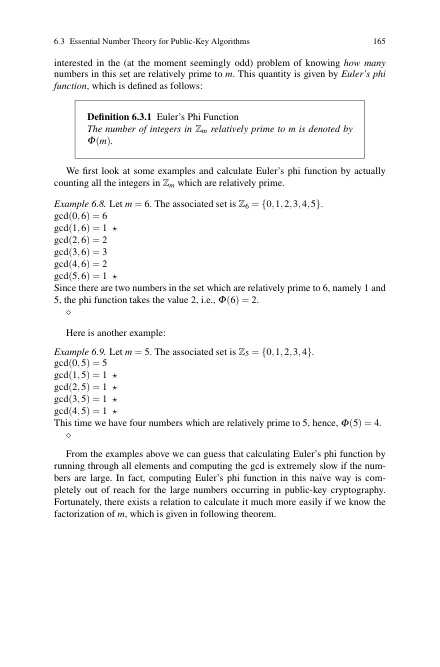 6.3 Essential Number Theory for Public-Key Algorithms 165
interested in the (at the moment seemingly odd) problem of knowing how many
numbers in this set are relatively prime to m. This quantity is given by Euler's phi
function, which is defined as follows:
Definition 6.3.1 Euler's Phi Function
The number of integers in ℤm relatively prime to m is denoted by
Φ(m).
We first look at some examples and calculate Euler's phi function by actually
counting all the integers in ℤm which are relatively prime.
Example 6.8. Let m = 6. The associated set is ℤ6 = {0,1,2,3,4,5}.
gcd(0,6) = 6
gcd(1,6) = 1 ⋆
gcd(2,6) = 2
gcd(3,6) = 3
gcd(4,6) = 2
gcd(5,6) = 1 ⋆
Since there are two numbers in the set which are relatively prime to 6, namely 1 and
5, the phi function takes the value 2, i.e., Φ(6) = 2.
⋄
Here is another example:
Example 6.9. Let m = 5. The associated set is ℤ5 = {0,1,2,3,4}.
gcd(0,5) = 5
gcd(1,5) = 1 ⋆
gcd(2,5) = 1 ⋆
gcd(3,5) = 1 ⋆
gcd(4,5) = 1 ⋆
This time we have four numbers which are relatively prime to 5, hence, Φ(5) = 4.
⋄
From the examples above we can guess that calculating Euler's phi function by
running through all elements and computing the gcd is extremely slow if the num-
bers are large. In fact, computing Euler's phi function in this naïve way is com-
pletely out of reach for the large numbers occurring in public-key cryptography.
Fortunately, there exists a relation to calculate it much more easily if we know the
factorization of m, which is given in following theorem.